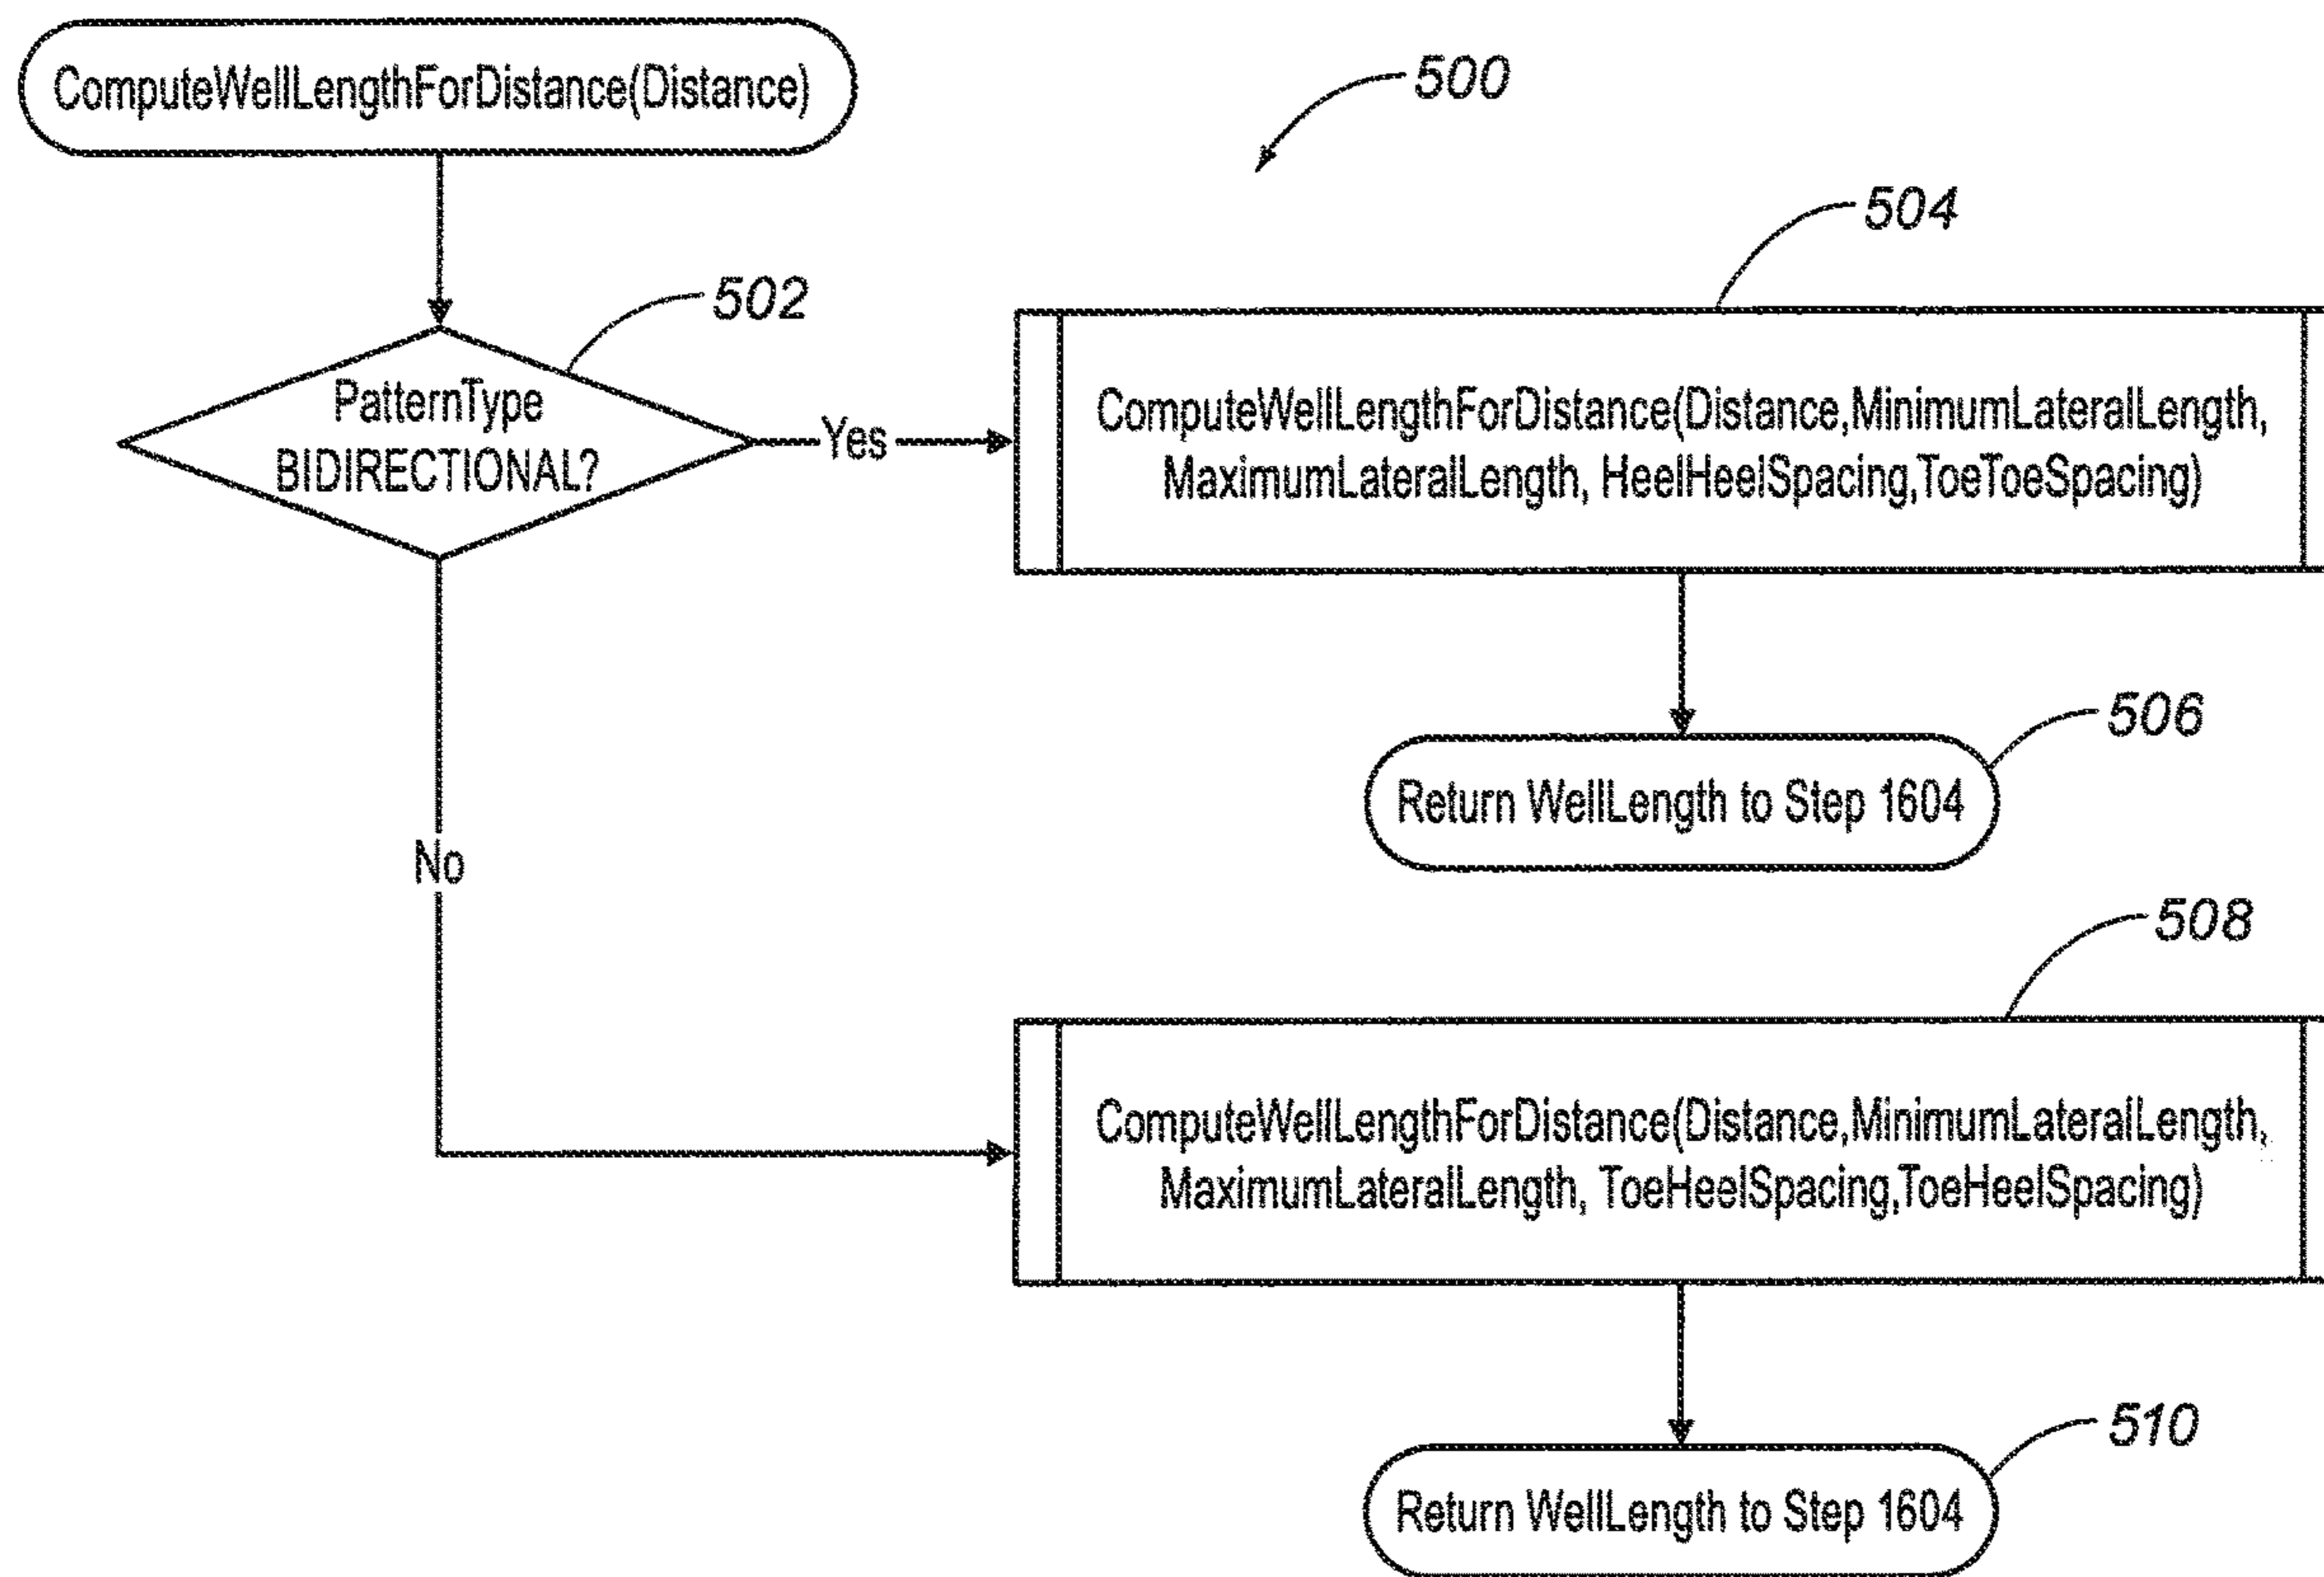 ComputeWellLengthForDistance(Distance)
500
504
502
PatternType
BIDIRECTIONAL?
Yes
ComputeWellLengthForDistance(Distance,MinimumLateralLength,
MaximumLateralLength, HeelHeelSpacing,ToeToeSpacing)
506
Return WellLength to Step 1604
No
508
ComputeWellLengthForDistance(Distance,MinimumLateralLength,
MaximumLateralLength, ToeHeelSpacing,ToeHeelSpacing)
510
Return WellLength to Step 1604